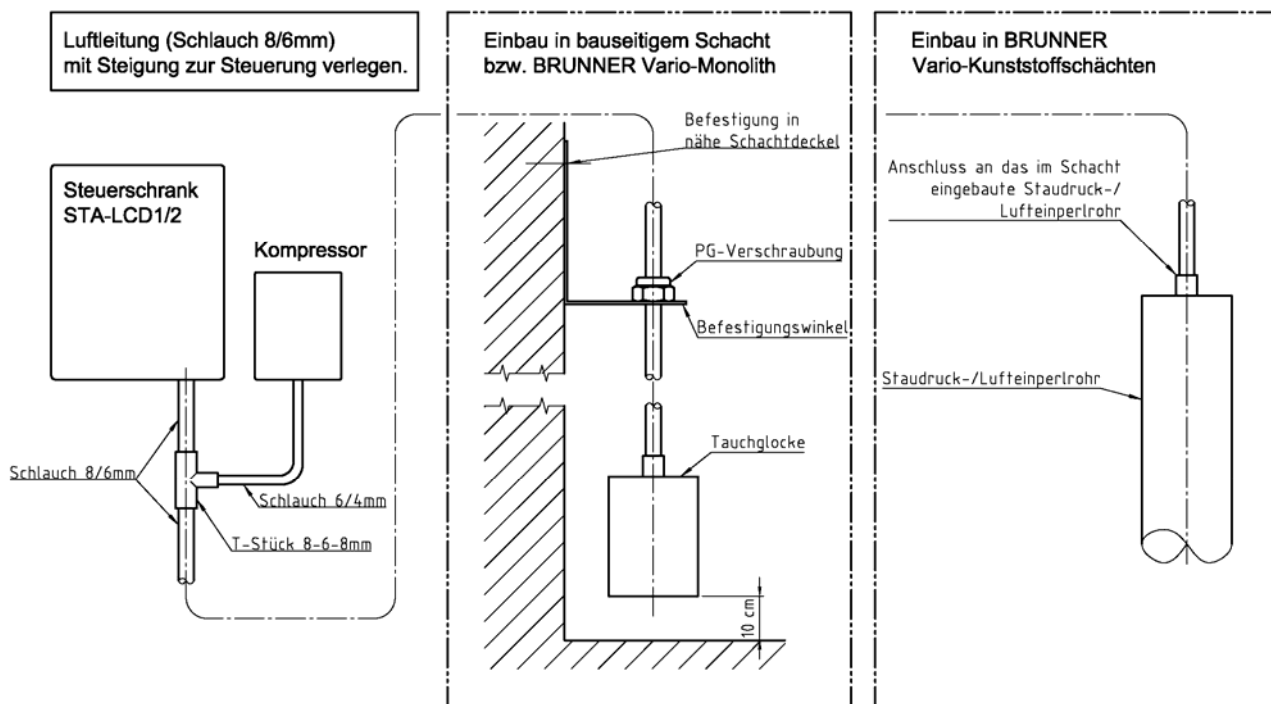 Luftleitung (Schlauch 8/6mm)
mit Steigung zur Steuerung verlegen.
Steuerschrank
STA-LCD1/2
Kompressor
Schlauch 8/6mm
Schlauch 6/4mm
T-Stück 8-6-8mm
Einbau in bauseitigem Schacht
bzw. BRUNNER Vario-Monolith
Befestigung in
nähe Schachtdeckel
PG-Verschraubung
Befestigungswinkel
Tauchglocke
10 cm
Einbau in BRUNNER
Vario-Kunststoffschächten
Anschluss an das im Schacht
eingebaute Staudruck-/
Lufteinperlrohr
Staudruck-/Lufteinperlrohr